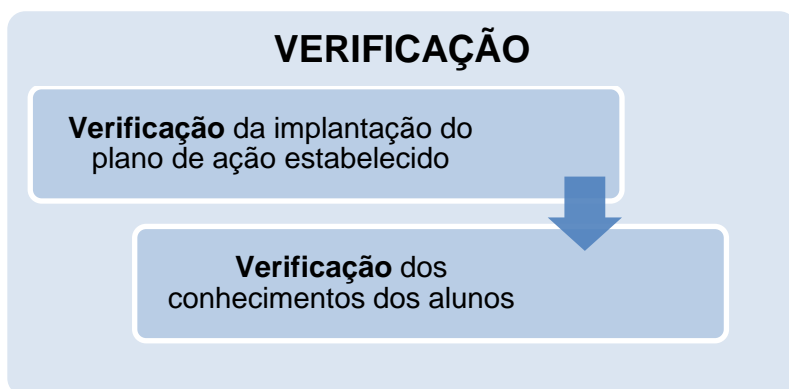 VERIFICAÇÃO
Verificação da implantação do
plano de ação estabelecido
Verificação dos
conhecimentos dos alunos